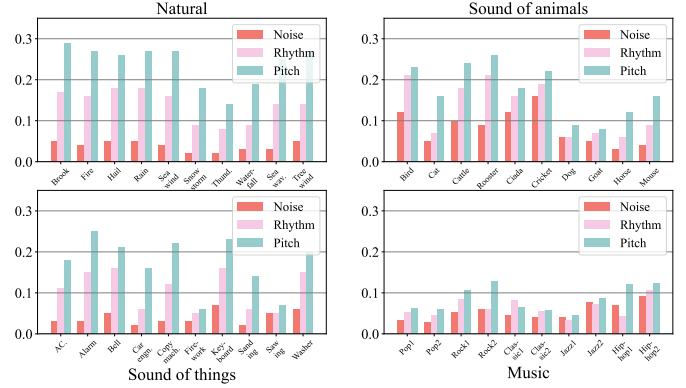 Natural
Sound of animals
0.3
0.2
0.1
0.0
Noise
Rhythm
Pitch
Brook
Fire
Hail
Rain
Sea
wind
Snow
storm
Thund.
Water-
fall
Sea
wav.
Tree
wind
0.3
0.2
0.1
0.0
Noise
Rhythm
Pitch
Bird
Cat
Cattle
Rooster
Ciada
Cricket
Dog
Goat
Horse
Mouse
0.3
0.2
0.1
0.0
Noise
Rhythm
Pitch
AC.
Alarm
Bell
Car
engn.
Copy
mach.
Fire-
work
Key-
board
Sand
ing
Saw
ing
Washer
Sound of things
0.3
0.2
0.1
0.0
Noise
Rhythm
Pitch
Pop1
Pop2
Rock1
Rock2
Clas-
sic1
Clas-
sic2
Jazz1
Jazz2
Hip-
hop1
Hip-
hop2
Music